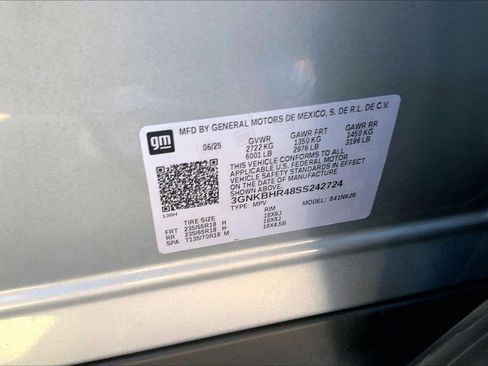 gm
MFD BY GENERAL MOTORS DE MEXICO, S. DE R.L. DE C.V.
06/25 GVWR GAWR FRT GAWR RR
2722 KG 1350 KG 1450 KG
6001 LB 2976 LB 3196 LB
THIS VEHICLE CONFORMS TO ALL
APPLICABLE U.S. FEDERAL MOTOR
VEHICLE SAFETY STANDARDS IN EFFECT
ON THE DATE OF MANUFACTURE SHOWN ABOVE.
3GNKBHR48SS242724
TYPE: MPV MODEL: 841NK26
TIRE SIZE RIM
FRT 235/65R18 H 18X8J
RR 235/65R18 H 18X8J
SPA T135/70R18 M 18X4.5B